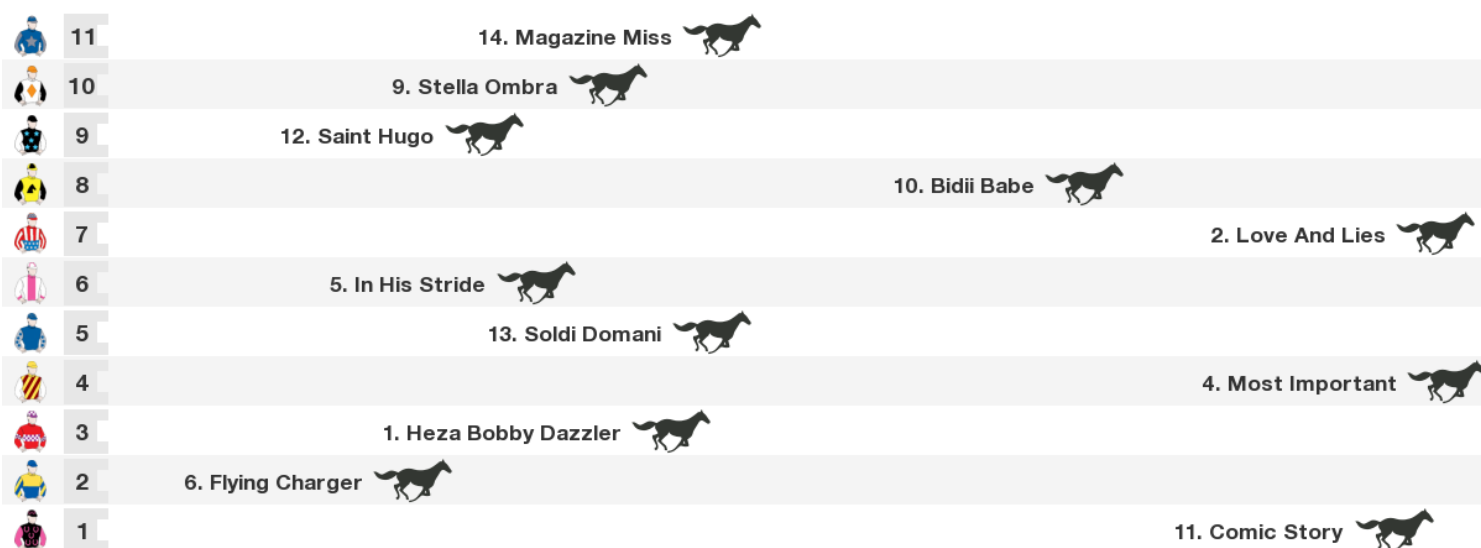 11 14. Magazine Miss
10 9. Stella Ombra
9 12. Saint Hugo
8 10. Bidii Babe
7 2. Love And Lies
6 5. In His Stride
5 13. Soldi Domani
4 4. Most Important
3 1. Heza Bobby Dazzler
2 6. Flying Charger
1 11. Comic Story